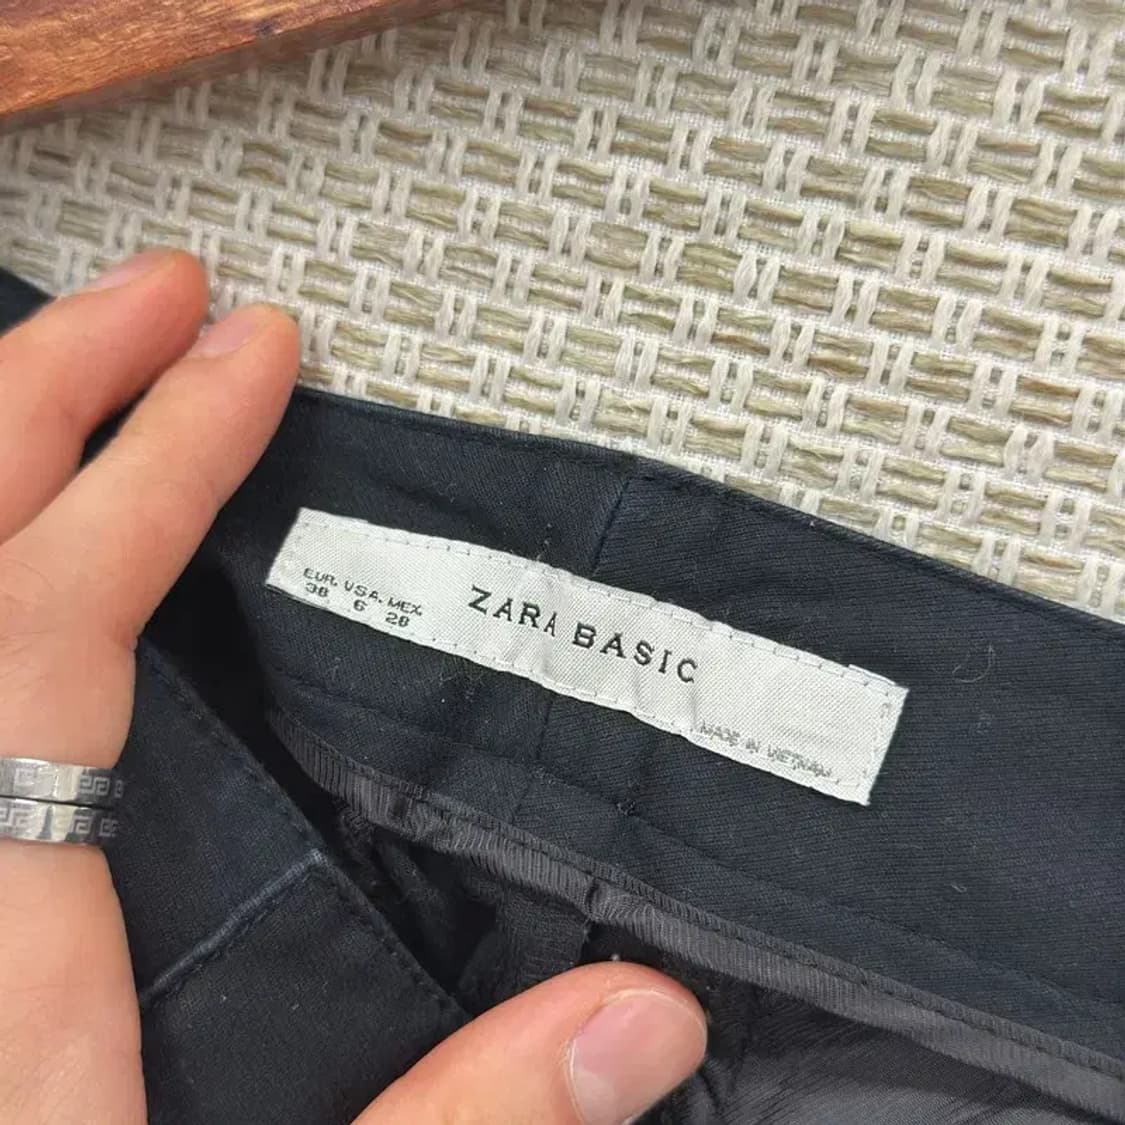 EUR. USA. MEX.
38 6 28
ZARA BASIC
MADE IN VIETNAM